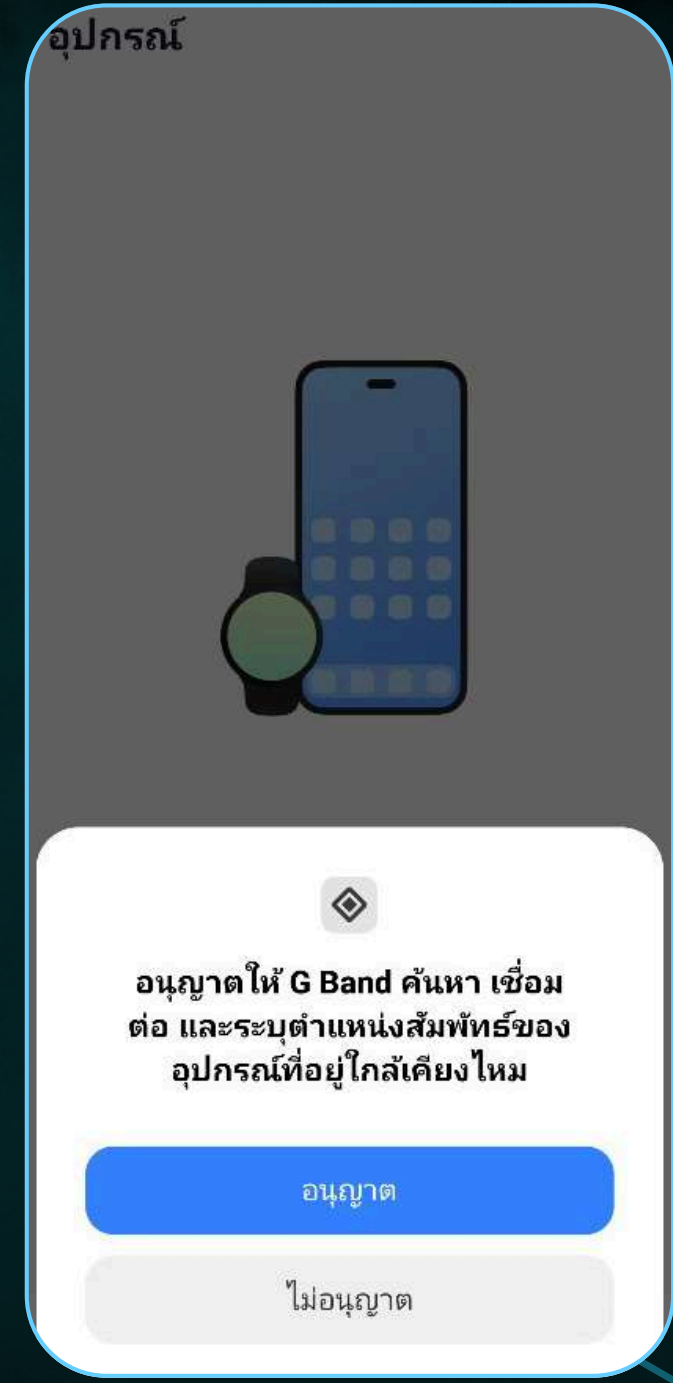 อุปกรณ์
อนุญาตให้ G Band ค้นหา เชื่อม
ต่อ และระบุตำแหน่งสัมพัทธ์ของ
อุปกรณ์ที่อยู่ใกล้เคียงไหม
อนุญาต
ไม่อนุญาต